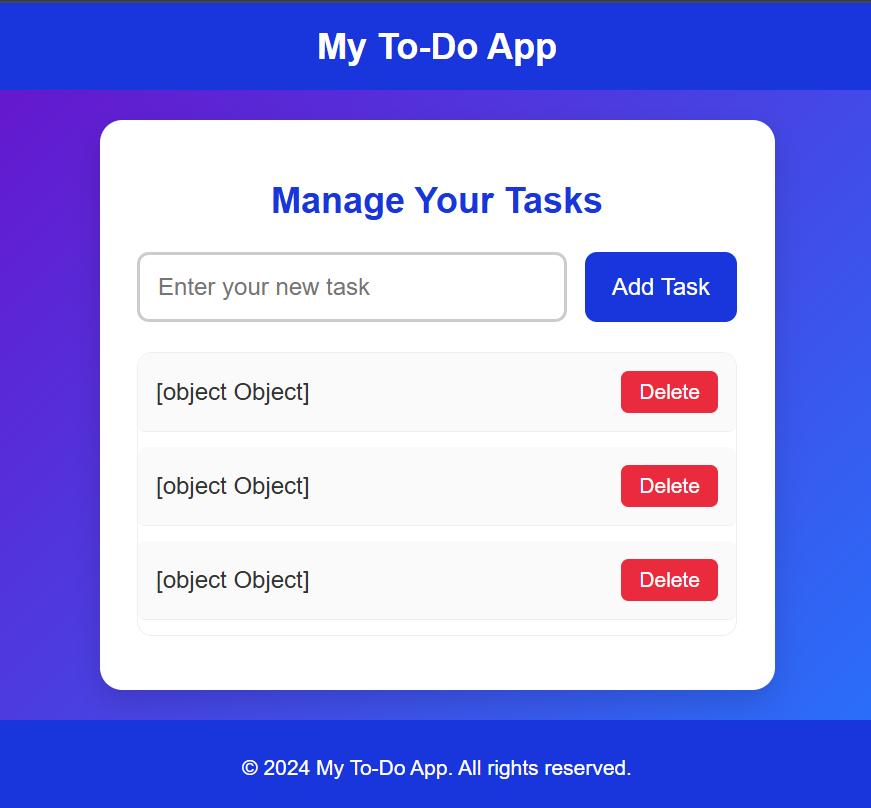 My To-Do App
Manage Your Tasks
Enter your new task
Add Task
[object Object]
Delete
[object Object]
Delete
[object Object]
Delete
© 2024 My To-Do App. All rights reserved.